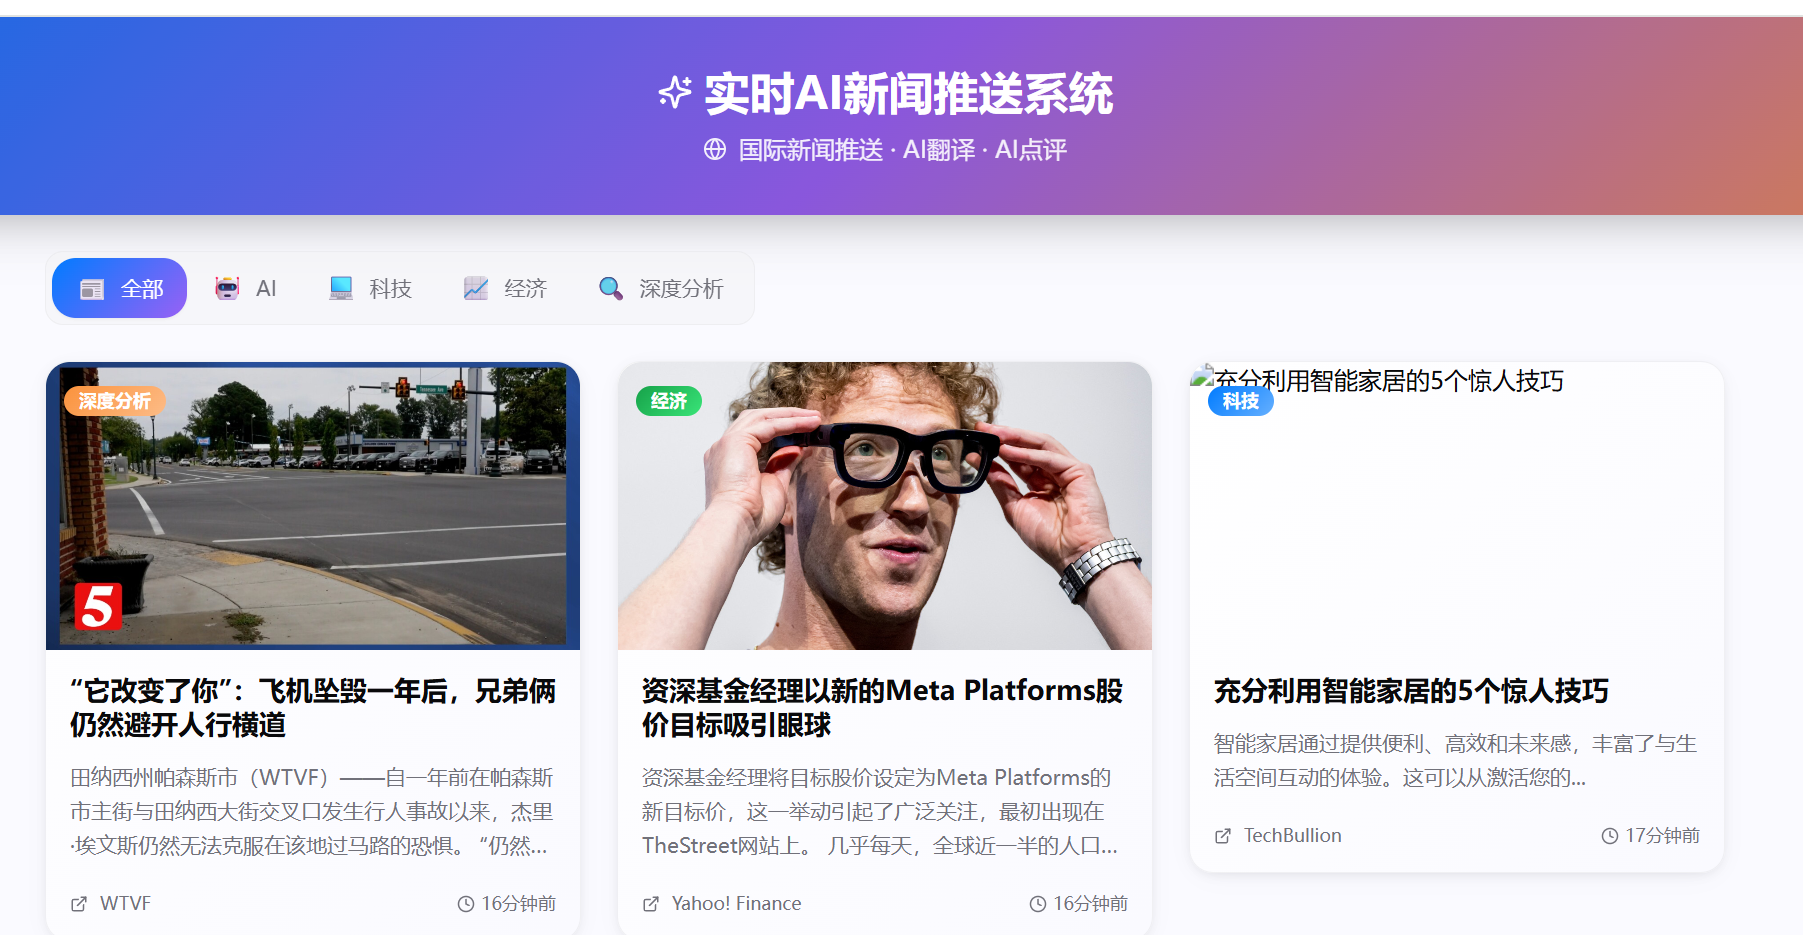 实时AI新闻推送系统
国际新闻推送 · AI翻译 · AI点评
全部
AI
科技
经济
深度分析
深度分析
5
“它改变了你”：飞机坠毁一年后，兄弟俩
仍然避开人行横道
田纳西州帕森斯市（WTVF）——自一年前在帕森斯
市主街与田纳西大街交叉口发生行人事故以来，杰里
·埃文斯仍然无法克服在该地过马路的恐惧。 “仍然...
WTVF
16分钟前
经济
资深基金经理以新的Meta Platforms股
价目标吸引眼球
资深基金经理将目标股价设定为Meta Platforms的
新目标价，这一举动引起了广泛关注，最初出现在
TheStreet网站上。 几乎每天，全球近一半的人口...
Yahoo! Finance
16分钟前
充分利用智能家居的5个惊人技巧
科技
充分利用智能家居的5个惊人技巧
智能家居通过提供便利、高效和未来感，丰富了与生
活空间互动的体验。这可以从激活您的...
TechBullion
17分钟前